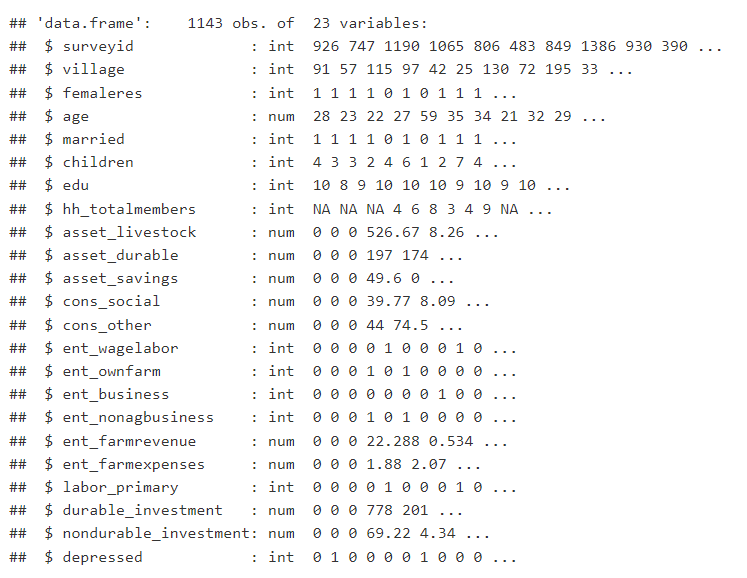 ## 'data.frame':    1143 obs. of  23 variables:
##  $ surveyid             : int  926 747 1190 1065 806 483 849 1386 930 390 ...
##  $ village              : int  91 57 115 97 42 25 130 72 195 33 ...
##  $ femaleres            : int  1 1 1 1 0 1 0 1 1 1 ...
##  $ age                  : num  28 23 22 27 59 35 34 21 32 29 ...
##  $ married              : int  1 1 1 1 0 1 0 1 1 1 ...
##  $ children             : int  4 3 3 2 4 6 1 2 7 4 ...
##  $ edu                  : int  10 8 9 10 10 10 9 10 9 10 ...
##  $ hh_totalmembers      : int  NA NA NA 4 6 8 3 4 9 NA ...
##  $ asset_livestock      : num  0 0 0 526.67 8.26 ...
##  $ asset_durable        : num  0 0 0 197 174 ...
##  $ asset_savings        : num  0 0 0 49.6 0 ...
##  $ cons_social          : num  0 0 0 39.77 8.09 ...
##  $ cons_other           : num  0 0 0 44 74.5 ...
##  $ ent_wagelabor        : int  0 0 0 0 1 0 0 0 1 0 ...
##  $ ent_ownfarm          : int  0 0 0 1 0 1 0 0 0 0 ...
##  $ ent_business         : int  0 0 0 0 0 0 0 1 0 0 ...
##  $ ent_nonagbusiness    : int  0 0 0 1 0 1 0 0 0 0 ...
##  $ ent_farmrevenue      : num  0 0 0 22.288 0.534 ...
##  $ ent_farmexpenses     : num  0 0 0 1.88 2.07 ...
##  $ labor_primary        : int  0 0 0 0 1 0 0 0 1 0 ...
##  $ durable_investment   : num  0 0 0 778 201 ...
##  $ nondurable_investment: num  0 0 0 69.22 4.34 ...
##  $ depressed            : int  0 1 0 0 0 0 1 0 0 0 ...